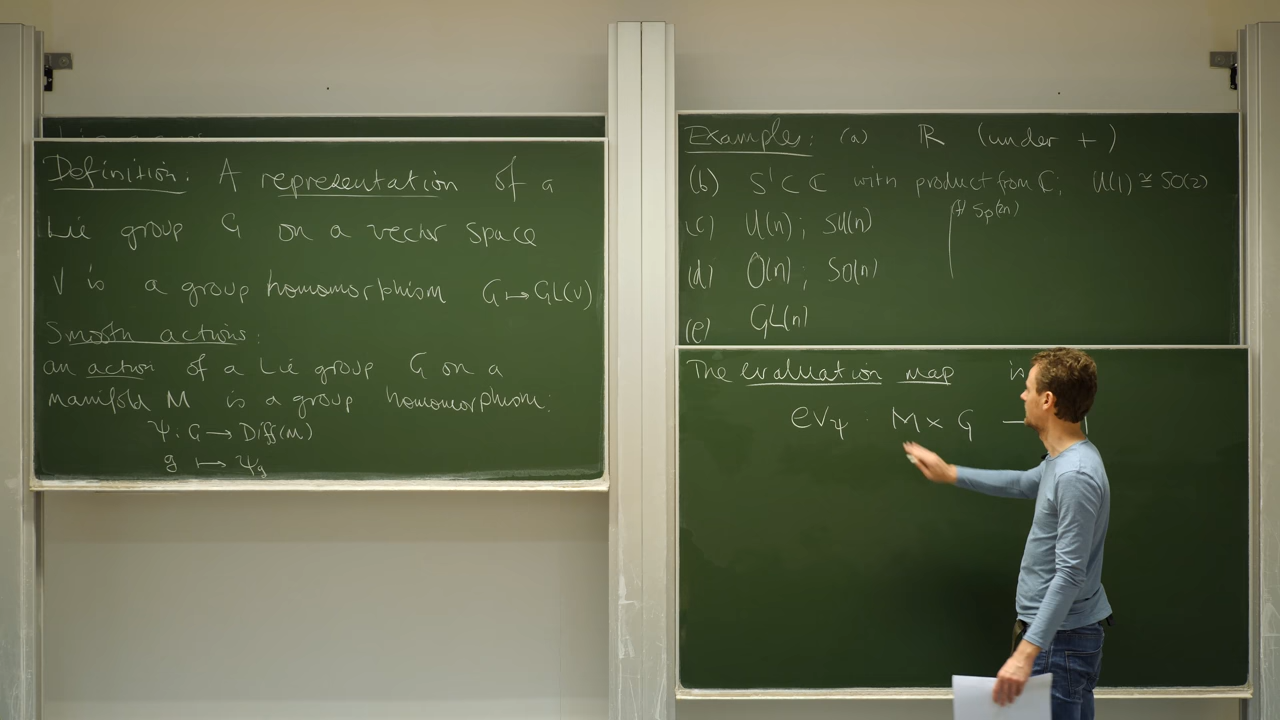 Definition: A representation of a
Lie group G on a vector space
V is a group homomorphism G ↦ GL(V)
Smooth actions:
an action of a Lie group G on a
manifold M is a group homomorphism:
ψ: G → Diff(M)
g ↦ ψ_g
Examples: (a) ℝ (under +)
(b) S¹ ⊂ ℂ with product from ℂ; U(1) ≅ SO(2)
(c) U(n); SU(n)
(f) Sp(2n)
(d) O(n); SO(n)
(e) GL(n)
The evaluation map is
ev_ψ : M × G →